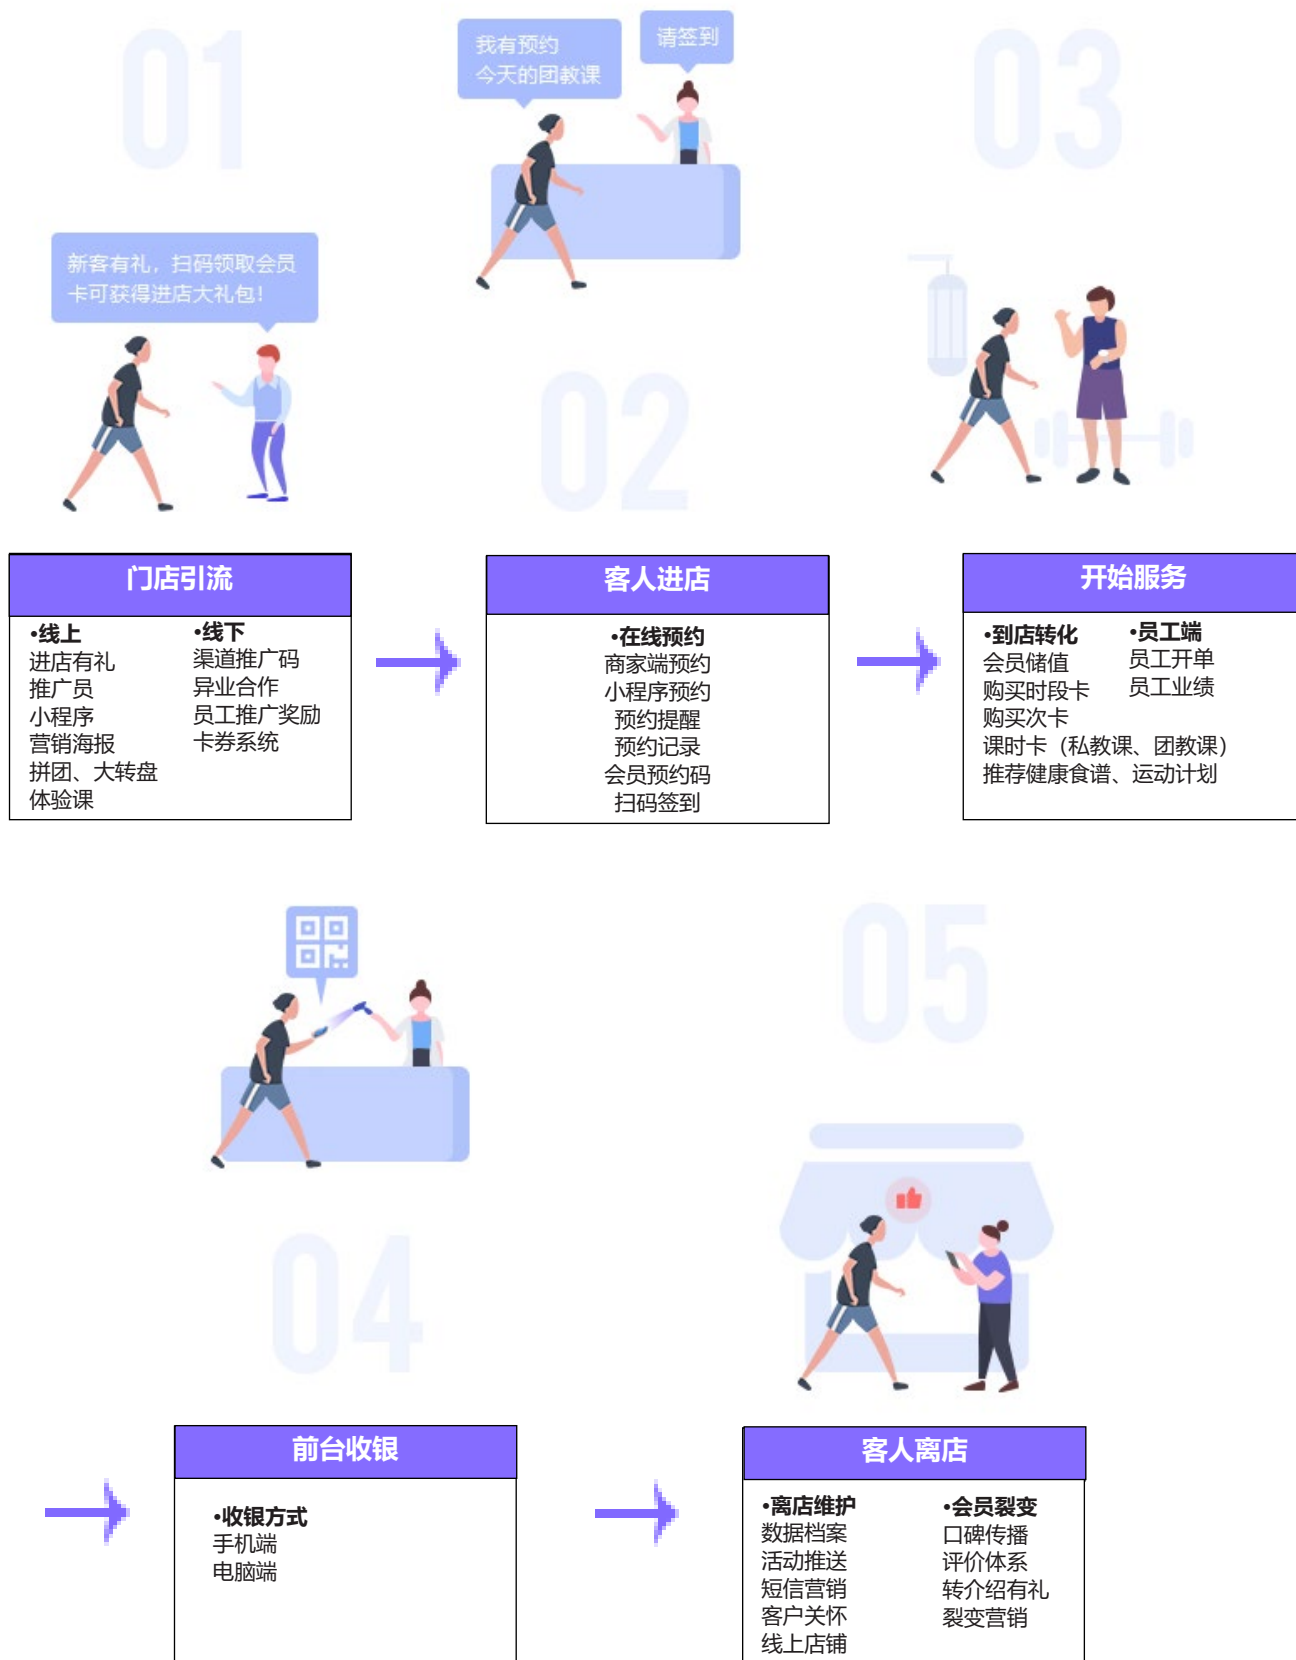 01
我有预约
今天的团教课
请签到
03
新客有礼，扫码领取会员
卡可获得进店大礼包！
02
门店引流
•线上
进店有礼
推广员
小程序
营销海报
拼团、大转盘
体验课
•线下
渠道推广码
异业合作
员工推广奖励
卡券系统
客人进店
•在线预约
商家端预约
小程序预约
预约提醒
预约记录
会员预约码
扫码签到
开始服务
•到店转化
会员储值
购买时段卡
购买次卡
课时卡（私教课、团教课）
推荐健康食谱、运动计划
•员工端
员工开单
员工业绩
04
前台收银
•收银方式
手机端
电脑端
05
客人离店
•离店维护
数据档案
活动推送
短信营销
客户关怀
线上店铺
•会员裂变
口碑传播
评价体系
转介绍有礼
裂变营销